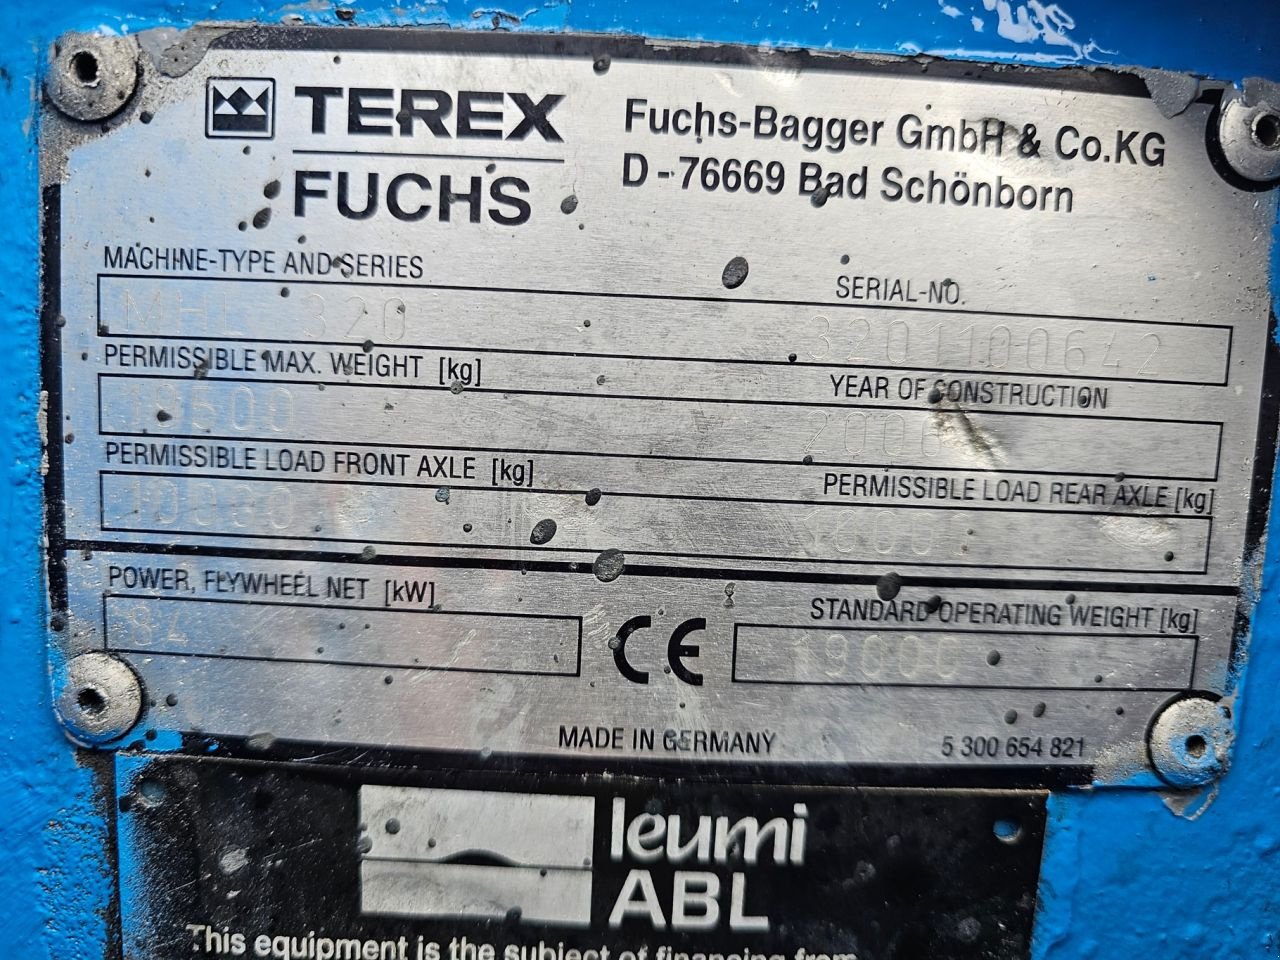 TEREX
FUCHS
Fuchs-Bagger GmbH & Co.KG
D-76669 Bad Schönborn
MACHINE-TYPE AND SERIES
MHL 320
SERIAL-NO.
3201100642
PERMISSIBLE MAX. WEIGHT [kg]
YEAR OF CONSTRUCTION
2006
PERMISSIBLE LOAD FRONT AXLE [kg]
PERMISSIBLE LOAD REAR AXLE [kg]
POWER, FLYWHEEL NET [kW]
CE
STANDARD OPERATING WEIGHT [kg]
MADE IN GERMANY
5 300 654 821
leumi
ABL
This equipment is the subject of financing from